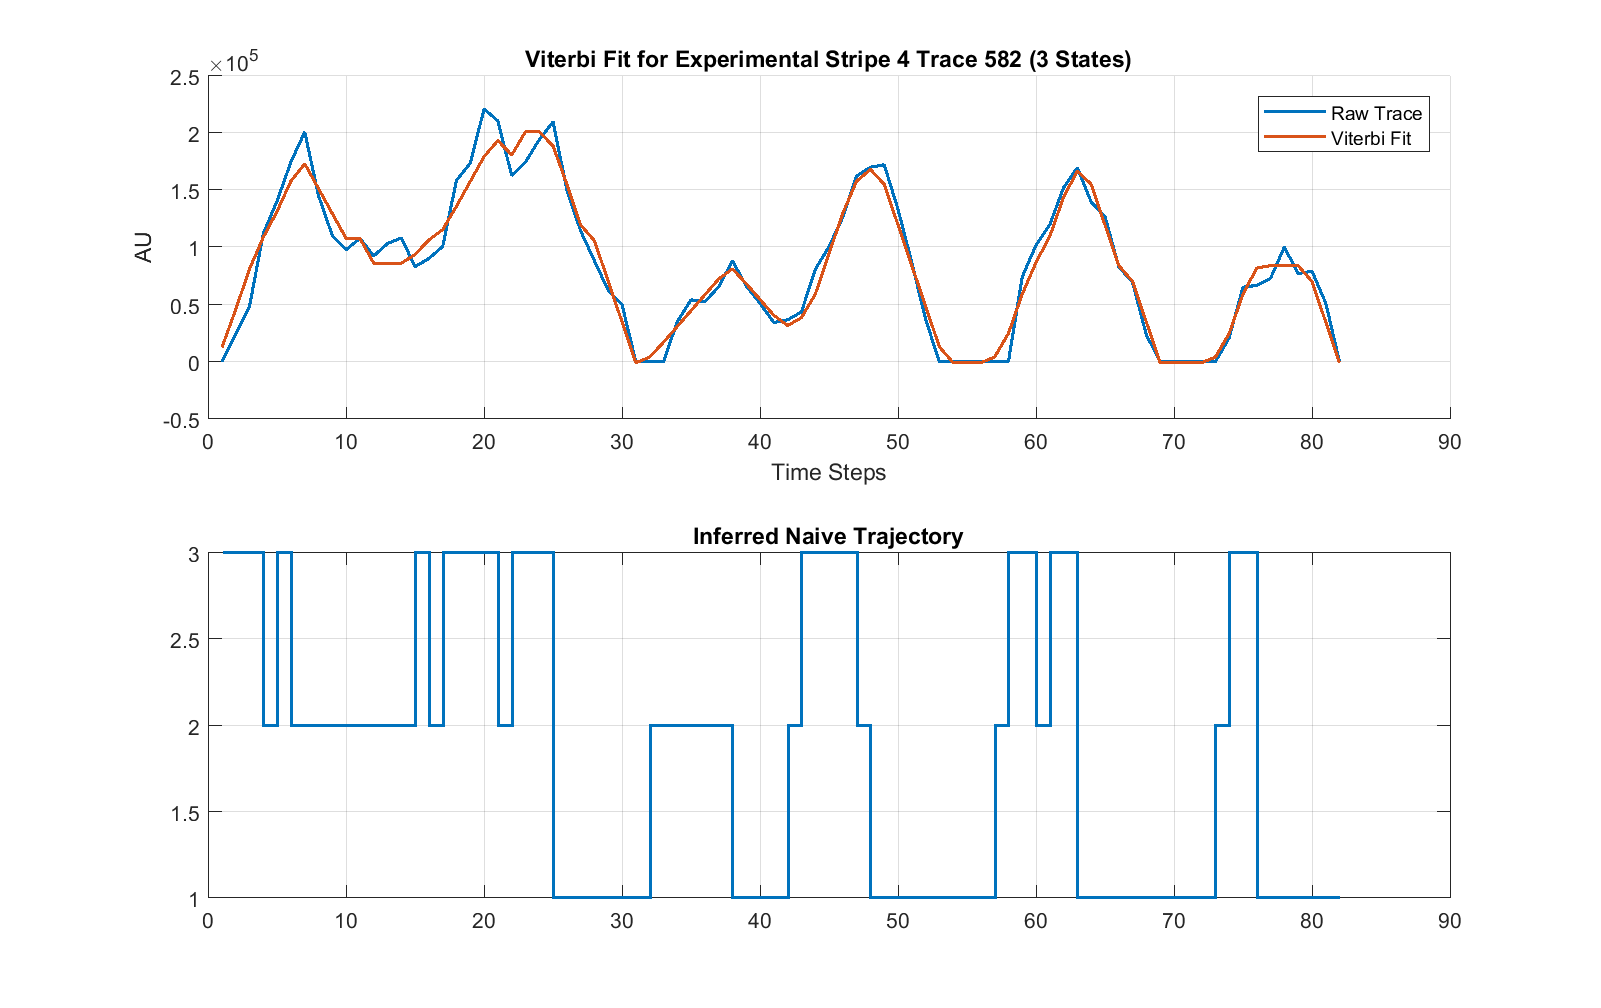 Viterbi Fit for Experimental Stripe 4 Trace 582 (3 States)
×10^5
2.5
2
1.5
1
0.5
0
-0.5
AU
Raw Trace
Viterbi Fit
0 10 20 30 40 50 60 70 80 90
Time Steps
Inferred Naive Trajectory
3
2.5
2
1.5
1
0 10 20 30 40 50 60 70 80 90